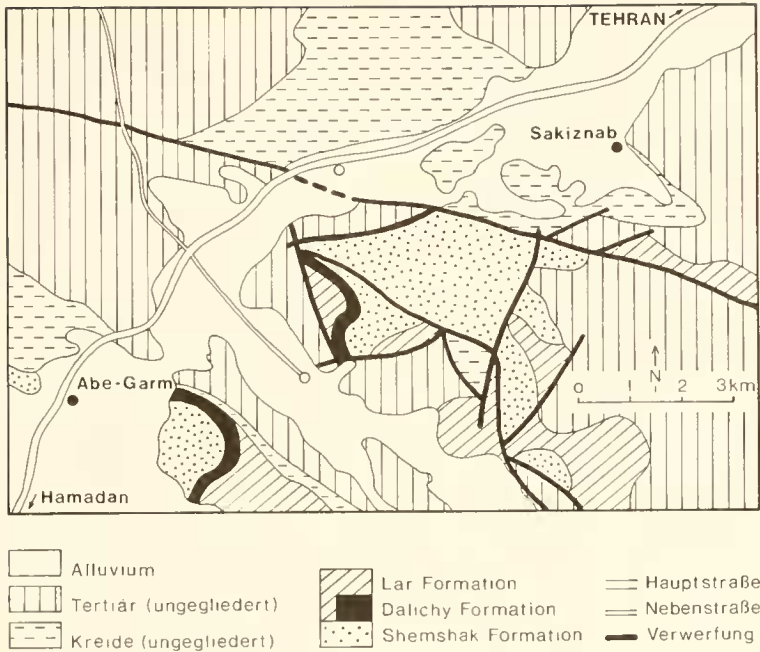 TEHRAN
Sakiznab
N
0 1 2 3km
Abe-Garm
Hamadan
Alluvium
Tertiär (ungegliedert)
Kreide (ungegliedert)
Lar Formation
Dalichy Formation
Shemshak Formation
Hauptstraße
Nebenstraße
Verwerfung